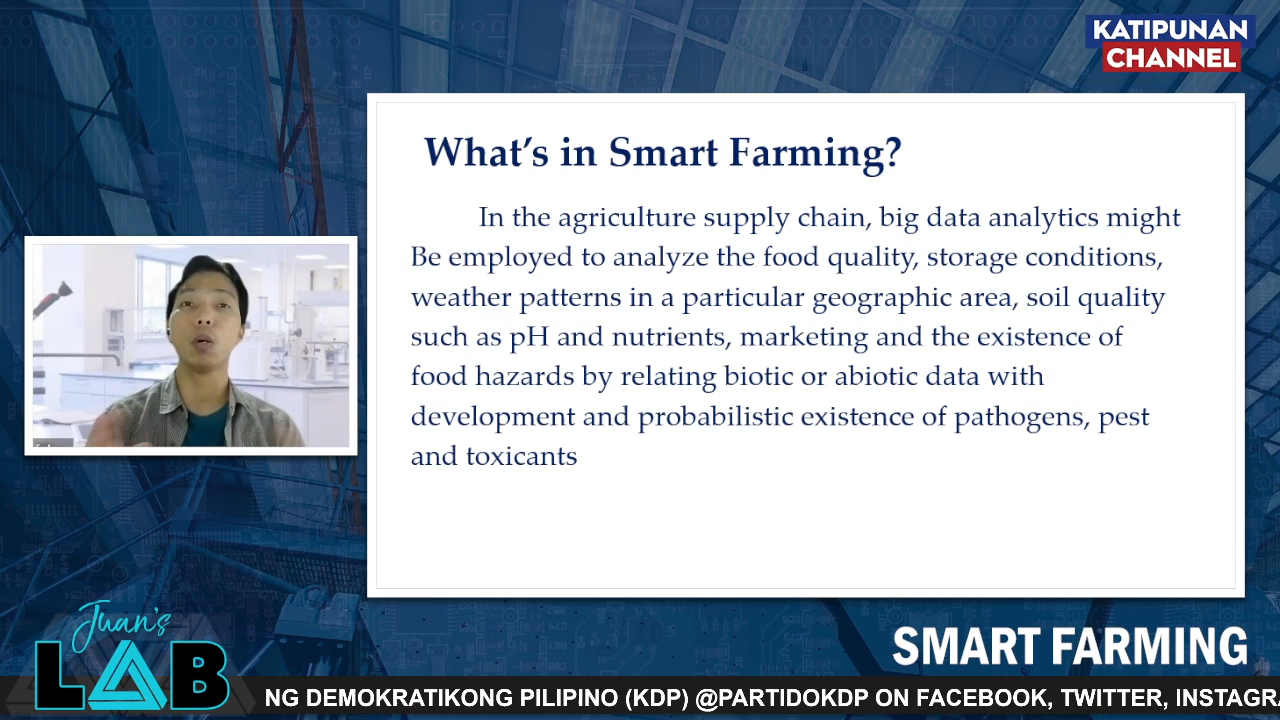 KATIPUNAN
CHANNEL
What's in Smart Farming?
In the agriculture supply chain, big data analytics might
Be employed to analyze the food quality, storage conditions,
weather patterns in a particular geographic area, soil quality
such as pH and nutrients, marketing and the existence of
food hazards by relating biotic or abiotic data with
development and probabilistic existence of pathogens, pest
and toxicants
Juan's
LAB
SMART FARMING
NG DEMOKRATIKONG PILIPINO (KDP) @PARTIDOKDP ON FACEBOOK, TWITTER, INSTAGR